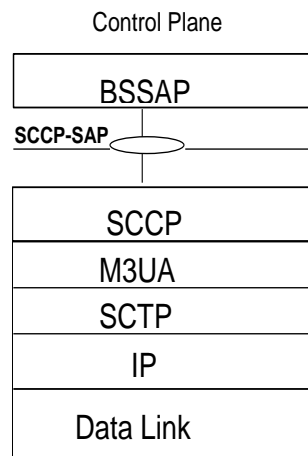 Control Plane
BSSAP
SCCP-SAP
SCCP
M3UA
SCTP
IP
Data Link